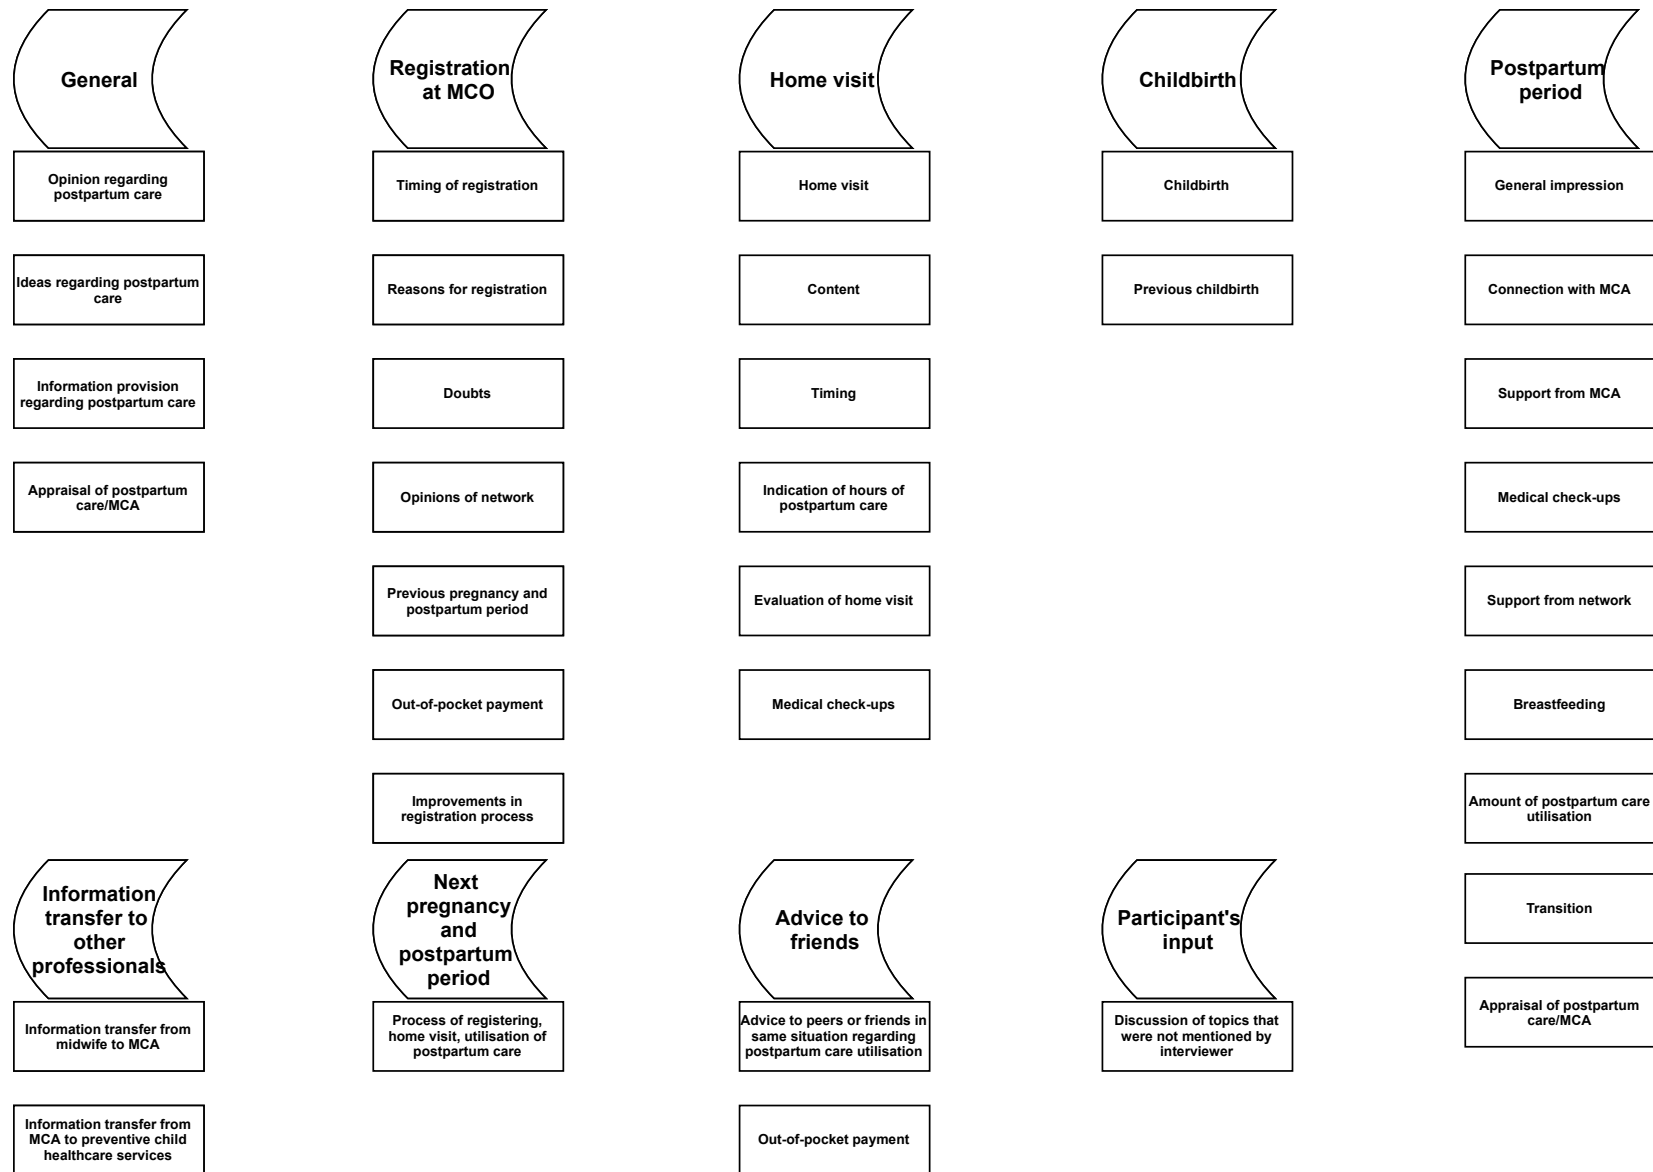 General
Opinion regarding
postpartum care
Ideas regarding postpartum
care
Information provision
regarding postpartum care
Appraisal of postpartum
care/MCA
Registration
at MCO
Timing of registration
Reasons for registration
Doubts
Opinions of network
Previous pregnancy and
postpartum period
Out-of-pocket payment
Improvements in
registration process
Home visit
Home visit
Content
Timing
Indication of hours of
postpartum care
Evaluation of home visit
Medical check-ups
Childbirth
Childbirth
Previous childbirth
Postpartum
period
General impression
Connection with MCA
Support from MCA
Medical check-ups
Support from network
Breastfeeding
Amount of postpartum care
utilisation
Transition
Appraisal of postpartum
care/MCA
Information
transfer to
other
professionals
Information transfer from
midwife to MCA
Information transfer from
MCA to preventive child
healthcare services
Next
pregnancy
and
postpartum
period
Process of registering,
home visit, utilisation of
postpartum care
Advice to
friends
Advice to peers or friends in
same situation regarding
postpartum care utilisation
Out-of-pocket payment
Participant's
input
Discussion of topics that
were not mentioned by
interviewer